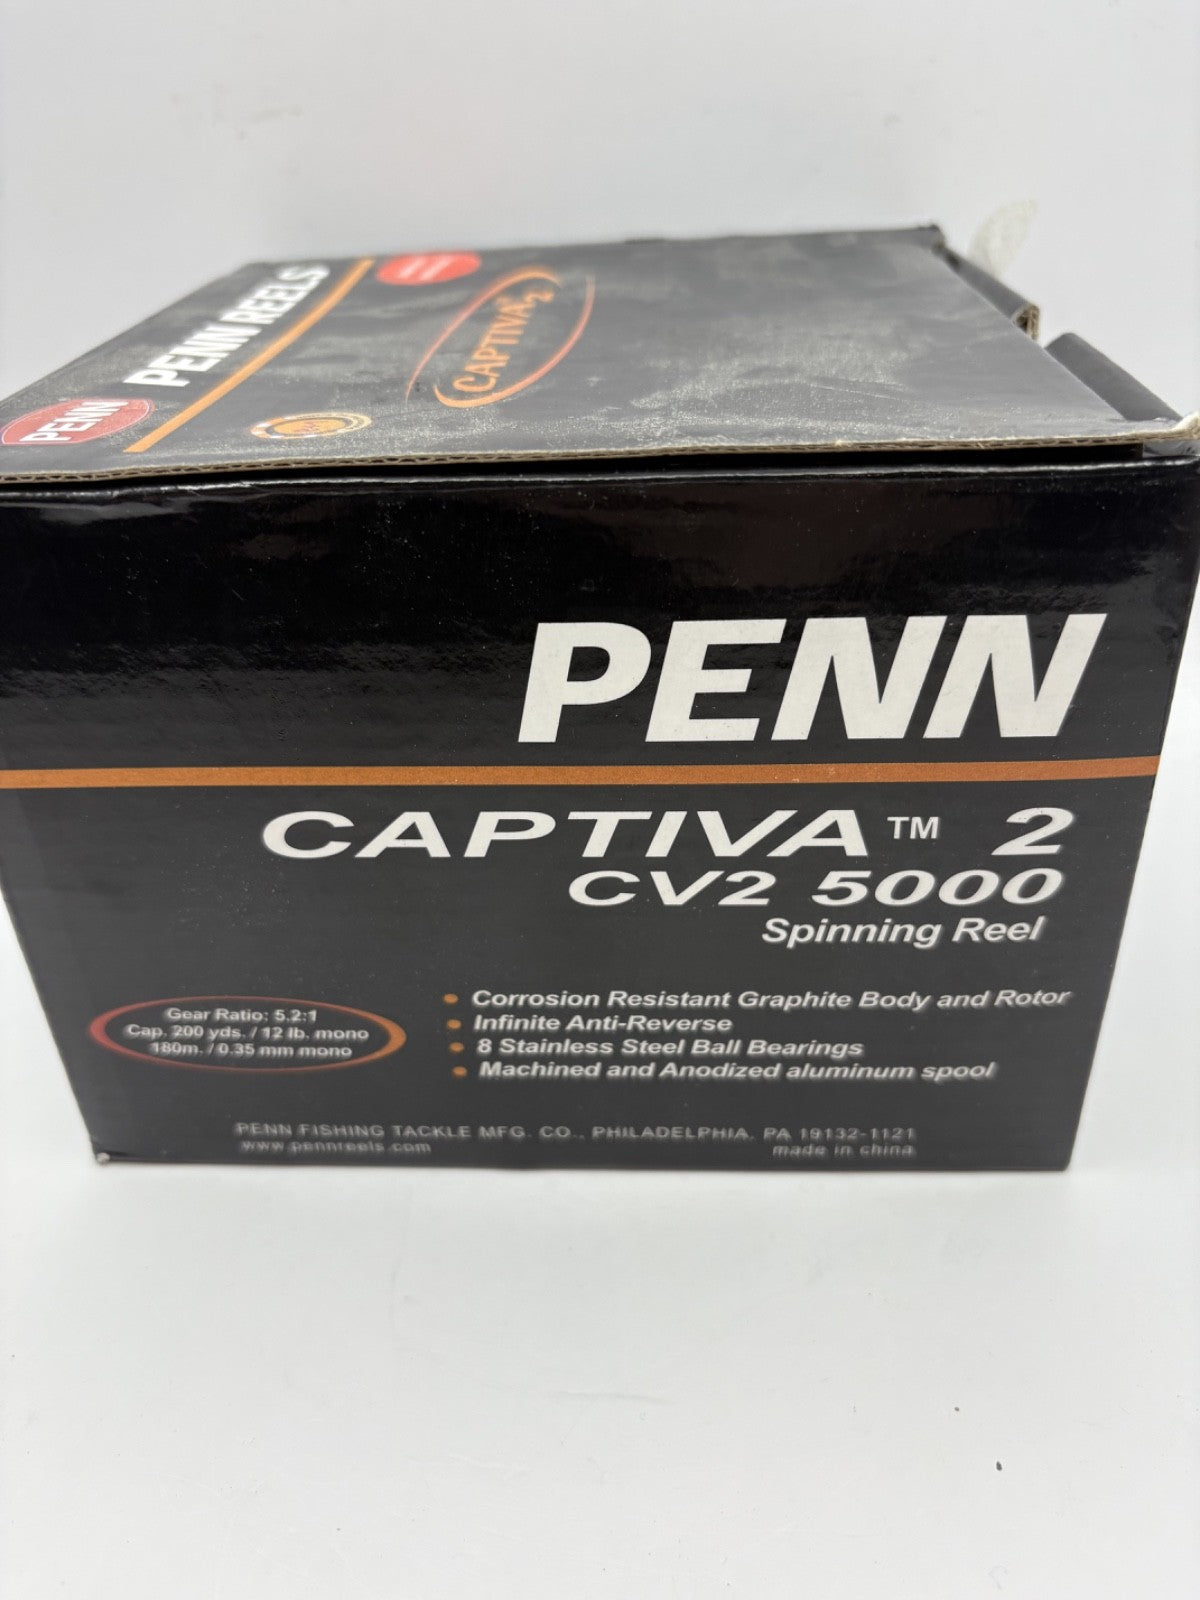 PENN
PENN REELS
CAPTIVA 2
PENN
CAPTIVA™ 2
CV2 5000
Spinning Reel
Gear Ratio: 5.2:1
Cap. 200 yds. / 12 lb. mono
180m. / 0.35 mm mono
Corrosion Resistant Graphite Body and Rotor
Infinite Anti-Reverse
8 Stainless Steel Ball Bearings
Machined and Anodized aluminum spool
PENN FISHING TACKLE MFG. CO., PHILADELPHIA, PA 19132-1121
www.pennreels.com
made in china